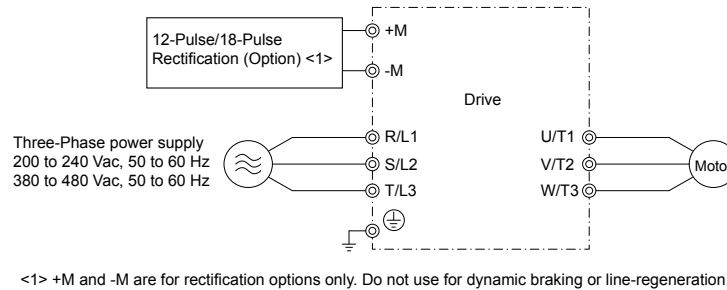 12-Pulse/18-Pulse
Rectification (Option) <1>
+M
-M
Drive
Three-Phase power supply
200 to 240 Vac, 50 to 60 Hz
380 to 480 Vac, 50 to 60 Hz
R/L1
S/L2
T/L3
U/T1
V/T2
W/T3
Moto
<1> +M and -M are for rectification options only. Do not use for dynamic braking or line-regeneration